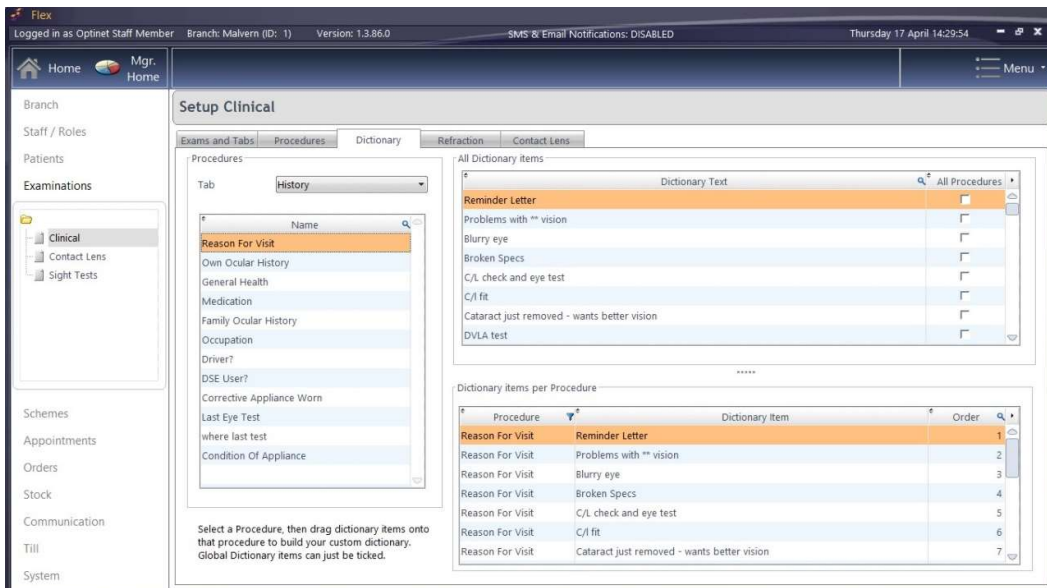 Flex
Logged in as Optinet Staff Member Branch: Malvern (ID: 1) Version: 1.3.86.0 SMS & Email Notifications: DISABLED Thursday 17 April 14:29:54
Home Mgr. Home Menu
Branch
Staff / Roles
Patients
Examinations
Clinical
Contact Lens
Sight Tests
Schemes
Appointments
Orders
Stock
Communication
Till
System
Setup Clinical
Exams and Tabs Procedures Dictionary Refraction Contact Lens
Procedures
Tab History
Name
Reason For Visit
Own Ocular History
General Health
Medication
Family Ocular History
Occupation
Driver?
DSE User?
Corrective Appliance Worn
Last Eye Test
where last test
Condition Of Appliance
Select a Procedure, then drag dictionary items onto
that procedure to build your custom dictionary.
Global Dictionary items can just be ticked.
All Dictionary items
Dictionary Text All Procedures
Reminder Letter
Problems with ** vision
Blurry eye
Broken Specs
C/L check and eye test
C/l fit
Cataract just removed - wants better vision
DVLA test
Dictionary items per Procedure
Procedure Dictionary Item Order
Reason For Visit Reminder Letter 1
Reason For Visit Problems with ** vision 2
Reason For Visit Blurry eye 3
Reason For Visit Broken Specs 4
Reason For Visit C/L check and eye test 5
Reason For Visit C/l fit 6
Reason For Visit Cataract just removed - wants better vision 7